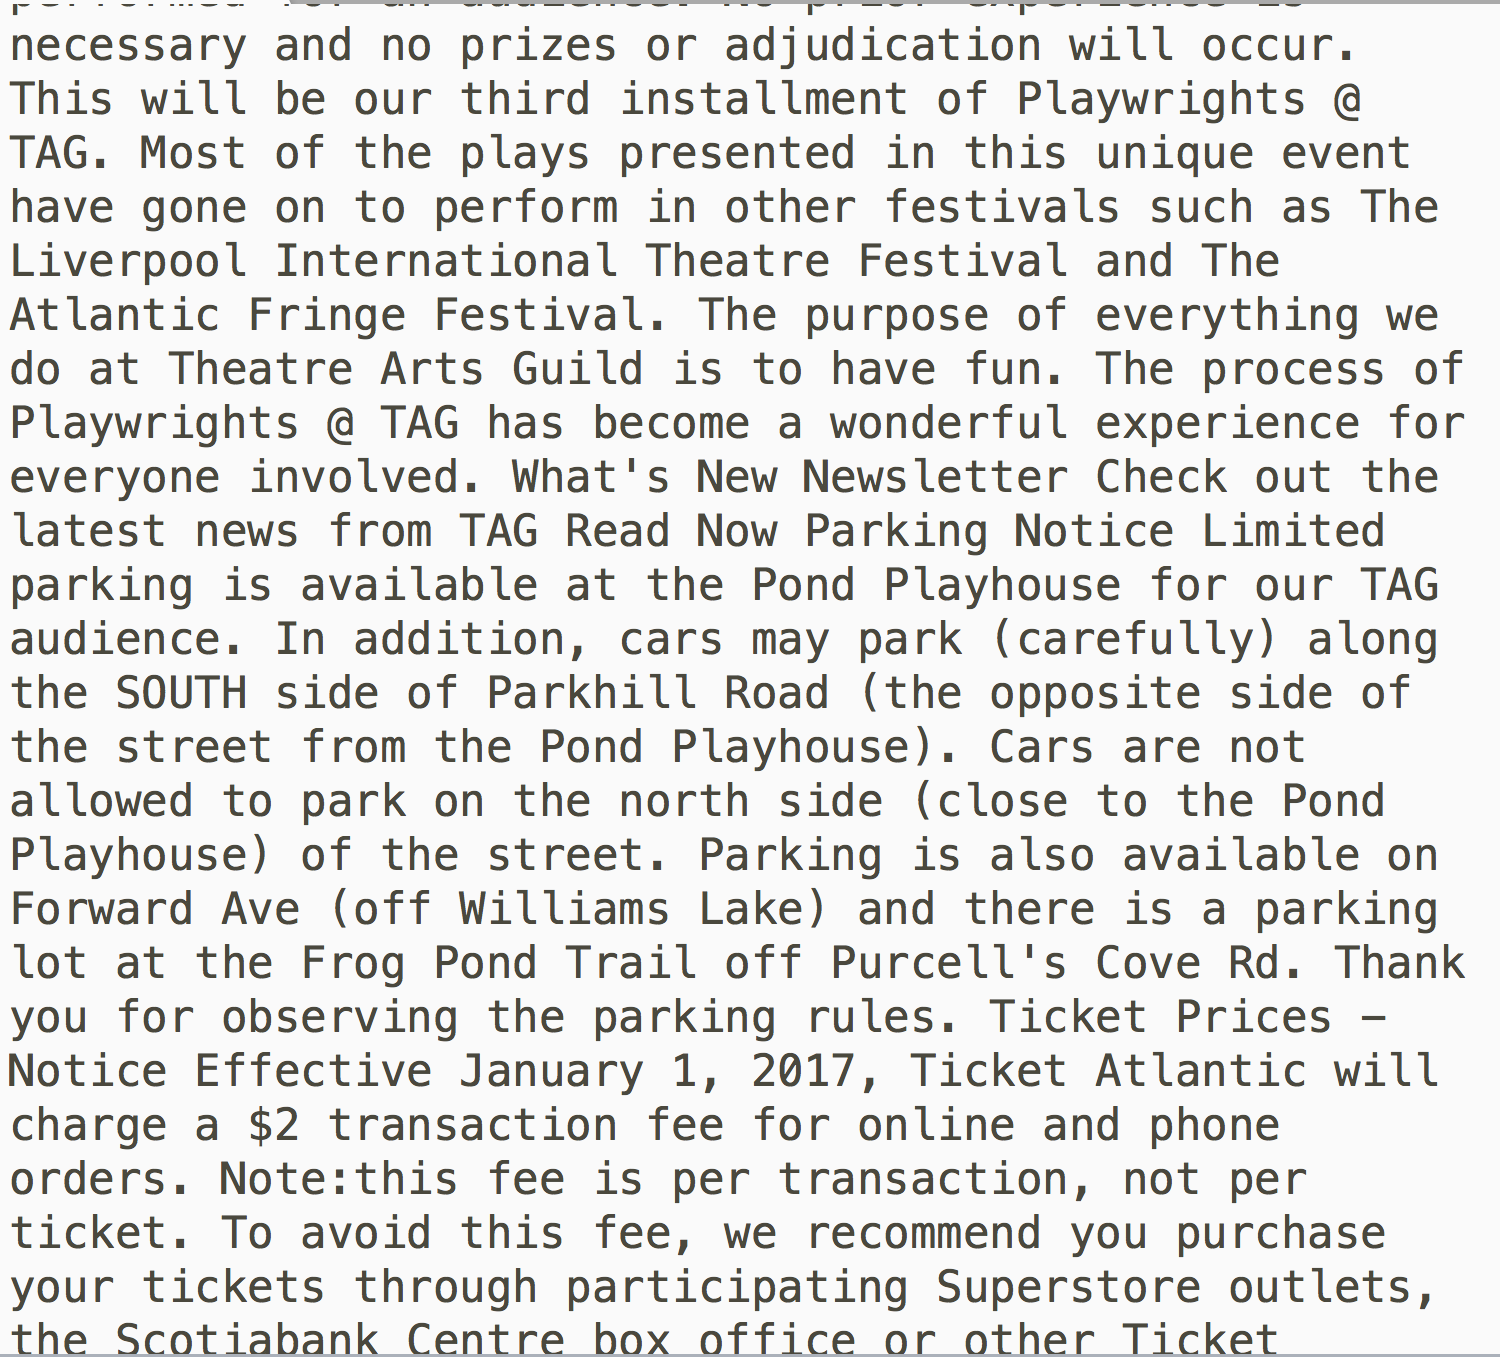 performed for an audience. No prior experience is
necessary and no prizes or adjudication will occur.
This will be our third installment of Playwrights @
TAG. Most of the plays presented in this unique event
have gone on to perform in other festivals such as The
Liverpool International Theatre Festival and The
Atlantic Fringe Festival. The purpose of everything we
do at Theatre Arts Guild is to have fun. The process of
Playwrights @ TAG has become a wonderful experience for
everyone involved. What's New Newsletter Check out the
latest news from TAG Read Now Parking Notice Limited
parking is available at the Pond Playhouse for our TAG
audience. In addition, cars may park (carefully) along
the SOUTH side of Parkhill Road (the opposite side of
the street from the Pond Playhouse). Cars are not
allowed to park on the north side (close to the Pond
Playhouse) of the street. Parking is also available on
Forward Ave (off Williams Lake) and there is a parking
lot at the Frog Pond Trail off Purcell's Cove Rd. Thank
you for observing the parking rules. Ticket Prices –
Notice Effective January 1, 2017, Ticket Atlantic will
charge a $2 transaction fee for online and phone
orders. Note:this fee is per transaction, not per
ticket. To avoid this fee, we recommend you purchase
your tickets through participating Superstore outlets,
the Scotiabank Centre box office or other Ticket